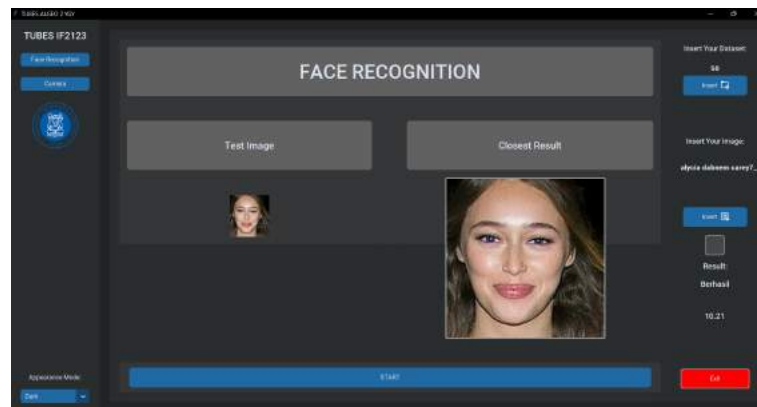 TUBES IF2123
Face Recognition
Camera
Appearance Mode:
Dark
FACE RECOGNITION
Test Image
Closest Result
START
Insert Your Dataset:
Insert
Insert Your Image:
Insert
Result:
Berhasil
10.21
Exit